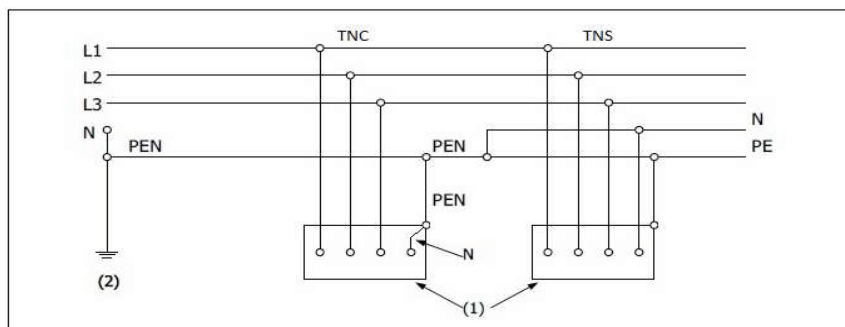 TNC TNS
L1
L2
L3
N N
PEN PEN PE
PEN
N
(2)
(1)